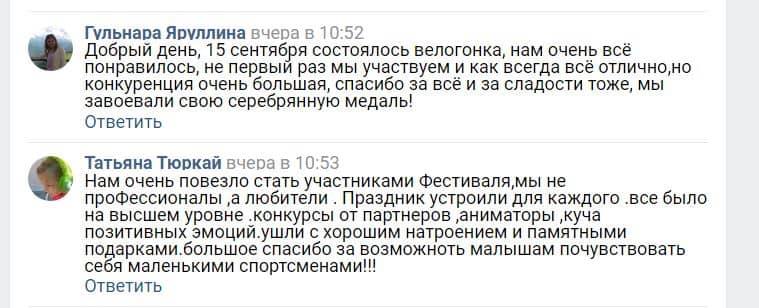 Гульнара Яруллина вчера в 10:52
Добрый день, 15 сентября состоялось велогонка, нам очень всё
понравилось, не первый раз мы участвуем и как всегда всё отлично,но
конкуренция очень большая, спасибо за всё и за сладости тоже, мы
завоевали свою серебрянную медаль!
Ответить
Татьяна Тюркай вчера в 10:53
Нам очень повезло стать участниками Фестиваля,мы не
профессионалы ,а любители . Праздник устроили для каждого .все было
на высшем уровне .конкурсы от партнеров ,аниматоры ,куча
позитивных эмоций.ушли с хорошим натроением и памятными
подарками.большое спасибо за возможноть малышам почувствовать
себя маленькими спортсменами!!!
Ответить